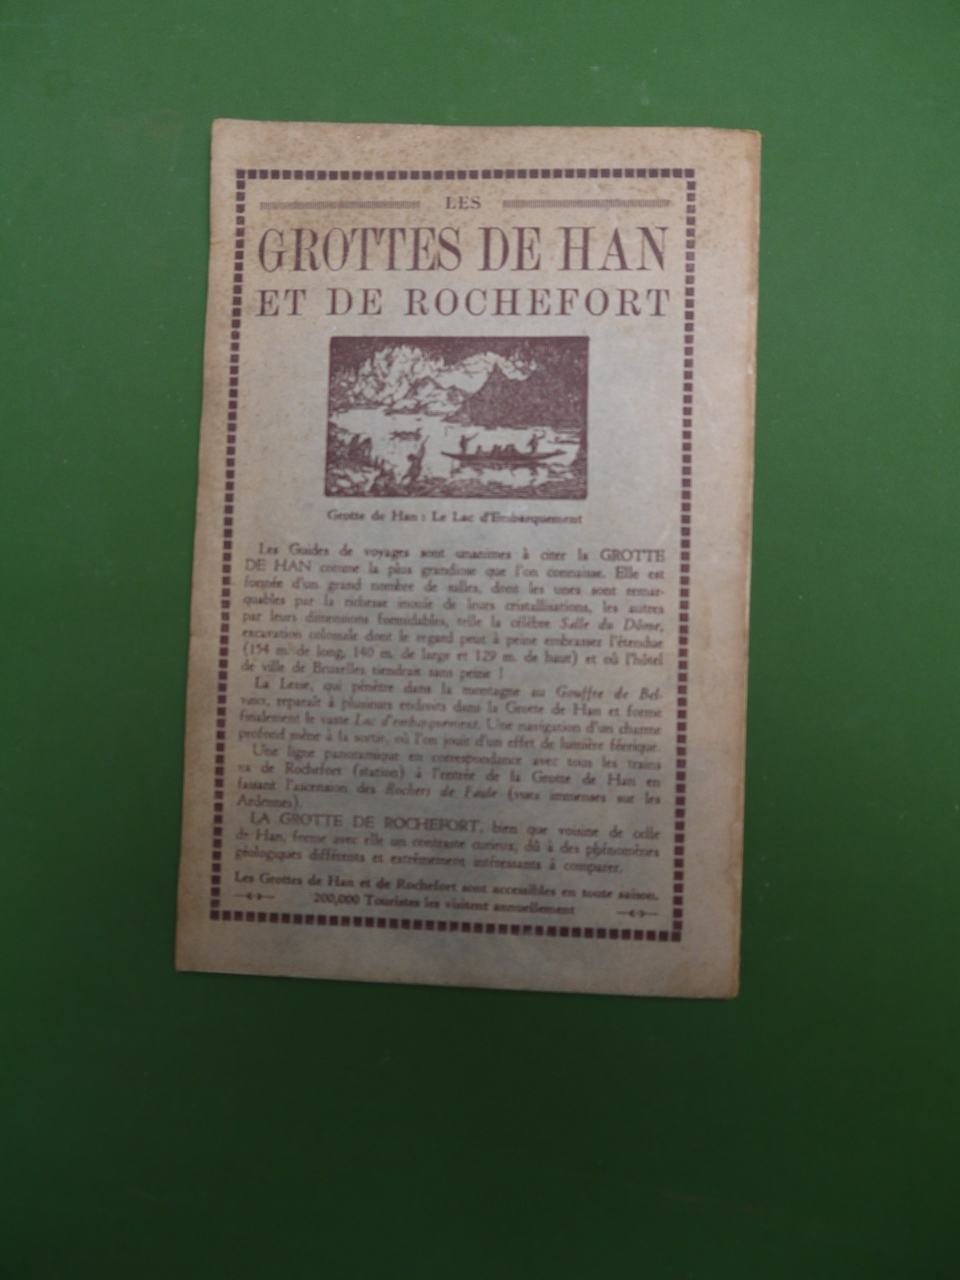 LES
GROTTES DE HAN
ET DE ROCHEFORT
Grotte de Han : Le Lac d'Embarquement
Les Guides de voyages sont unanimes à citer la GROTTE
DE HAN comme la plus grandiose que l'on connaisse. Elle est
formée d'un grand nombre de salles, dont les unes sont remar-
quables par la richesse inouïe de leurs cristallisations, les autres
par leurs dimensions formidables, telle la célèbre Salle du Dôme,
excavation colossale dont le regard peut à peine embrasser l'étendue
(154 m. de long, 140 m. de large et 129 m. de haut) et où l'hôtel
de ville de Bruxelles tiendrait sans peine !
La Lesse, qui pénètre dans la montagne au Gouffre de Bel-
vaux, reparaît à plusieurs endroits dans la Grotte de Han et forme
finalement le vaste Lac d'embarquement. Une navigation d'un charme
profond mène à la sortie, où l'on jouit d'un effet de lumière féerique.
Une ligne panoramique en correspondance avec tous les trains
va de Rochefort (station) à l'entrée de la Grotte de Han en
faisant l'ascension des Rochers de Faule (vues immenses sur les
Ardennes).
LA GROTTE DE ROCHEFORT, bien que voisine de celle
de Han, forme avec elle un contraste curieux, dû à des phénomènes
géologiques différents et extrêmement intéressants à comparer.
Les Grottes de Han et de Rochefort sont accessibles en toute saison.
200,000 Touristes les visitent annuellement